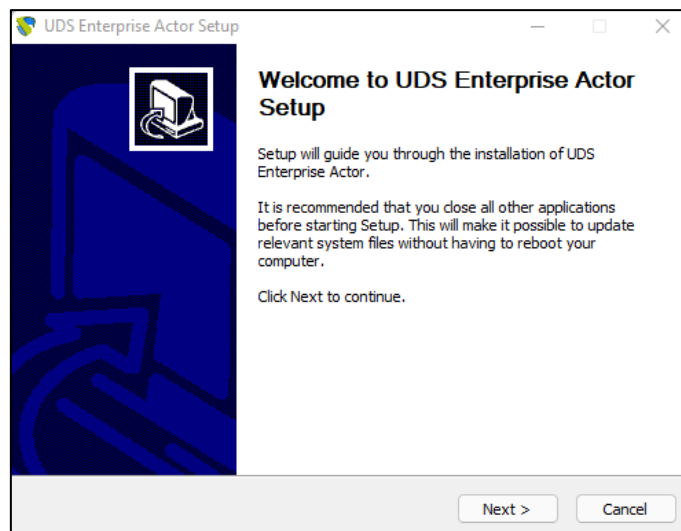 UDS Enterprise Actor Setup
Welcome to UDS Enterprise Actor
Setup
Setup will guide you through the installation of UDS
Enterprise Actor.
It is recommended that you close all other applications
before starting Setup. This will make it possible to update
relevant system files without having to reboot your
computer.
Click Next to continue.
Next >
Cancel